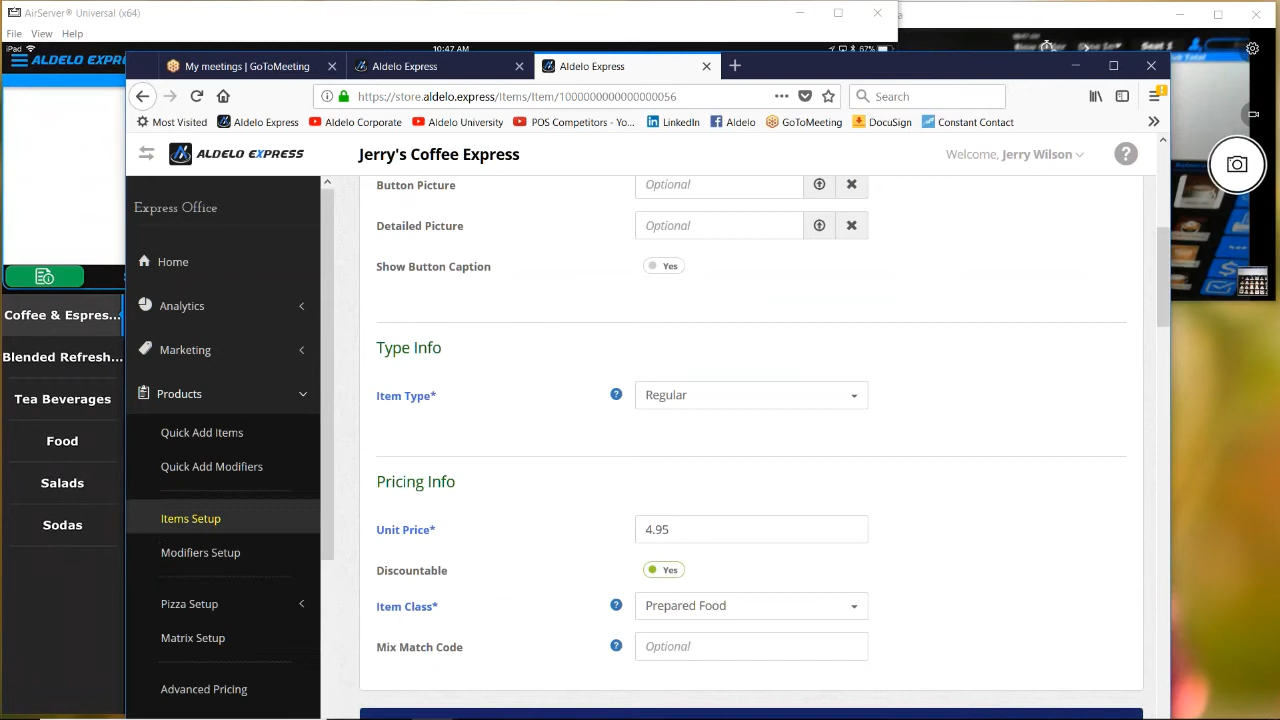 AirServer® Universal (x64)
File View Help
iPad 10:47 AM 67%
ALDELO EXPRE
Seat 1
My meetings | GoToMeeting
Aldelo Express
Aldelo Express
https://store.aldelo.express/Items/Item/1000000000000000056
Search
Most Visited
Aldelo Express
Aldelo Corporate
Aldelo University
POS Competitors - Yo...
LinkedIn
Aldelo
GoToMeeting
DocuSign
Constant Contact
ALDELO EXPRESS
Jerry's Coffee Express
Welcome, Jerry Wilson
Express Office
Home
Analytics
Marketing
Products
Quick Add Items
Quick Add Modifiers
Items Setup
Modifiers Setup
Pizza Setup
Matrix Setup
Advanced Pricing
Coffee & Espres...
Blended Refresh...
Tea Beverages
Food
Salads
Sodas
Button Picture Optional
Detailed Picture Optional
Show Button Caption Yes
Type Info
Item Type* Regular
Pricing Info
Unit Price* 4.95
Discountable Yes
Item Class* Prepared Food
Mix Match Code Optional